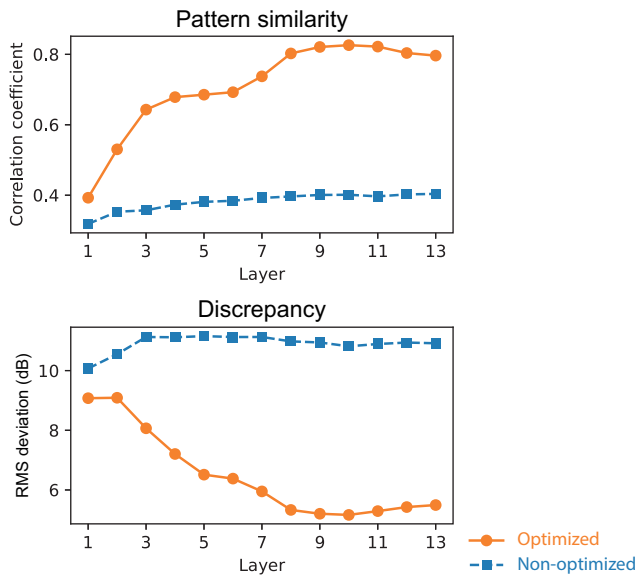 Pattern similarity
Correlation coefficient
0.8
0.6
0.4
1 3 5 7 9 11 13
Layer
Discrepancy
RMS deviation (dB)
10
8
6
1 3 5 7 9 11 13
Layer
Optimized
Non-optimized